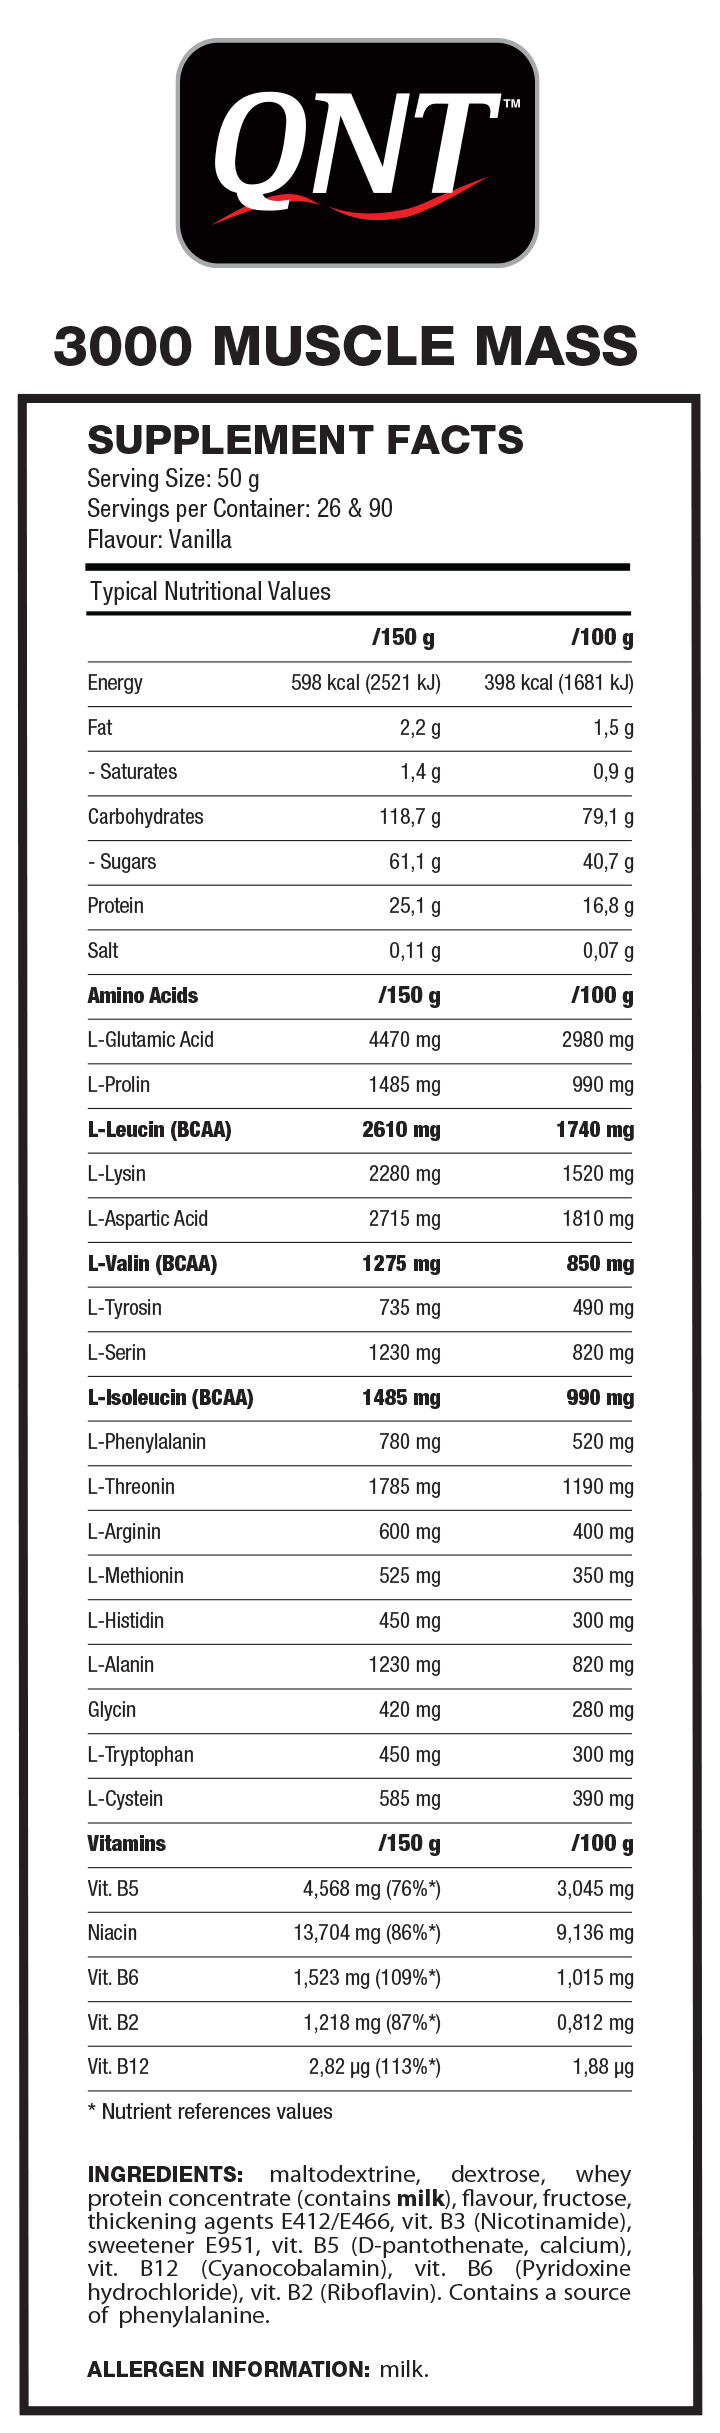 QNT™
3000 MUSCLE MASS
SUPPLEMENT FACTS
Serving Size: 50 g
Servings per Container: 26 & 90
Flavour: Vanilla
Typical Nutritional Values
/150 g /100 g
Energy 598 kcal (2521 kJ) 398 kcal (1681 kJ)
Fat 2,2 g 1,5 g
- Saturates 1,4 g 0,9 g
Carbohydrates 118,7 g 79,1 g
- Sugars 61,1 g 40,7 g
Protein 25,1 g 16,8 g
Salt 0,11 g 0,07 g
Amino Acids /150 g /100 g
L-Glutamic Acid 4470 mg 2980 mg
L-Prolin 1485 mg 990 mg
L-Leucin (BCAA) 2610 mg 1740 mg
L-Lysin 2280 mg 1520 mg
L-Aspartic Acid 2715 mg 1810 mg
L-Valin (BCAA) 1275 mg 850 mg
L-Tyrosin 735 mg 490 mg
L-Serin 1230 mg 820 mg
L-Isoleucin (BCAA) 1485 mg 990 mg
L-Phenylalanin 780 mg 520 mg
L-Threonin 1785 mg 1190 mg
L-Arginin 600 mg 400 mg
L-Methionin 525 mg 350 mg
L-Histidin 450 mg 300 mg
L-Alanin 1230 mg 820 mg
Glycin 420 mg 280 mg
L-Tryptophan 450 mg 300 mg
L-Cystein 585 mg 390 mg
Vitamins /150 g /100 g
Vit. B5 4,568 mg (76%*) 3,045 mg
Niacin 13,704 mg (86%*) 9,136 mg
Vit. B6 1,523 mg (109%*) 1,015 mg
Vit. B2 1,218 mg (87%*) 0,812 mg
Vit. B12 2,82 µg (113%*) 1,88 µg
* Nutrient references values
INGREDIENTS: maltodextrine, dextrose, whey
protein concentrate (contains milk), flavour, fructose,
thickening agents E412/E466, vit. B3 (Nicotinamide),
sweetener E951, vit. B5 (D-pantothenate, calcium),
vit. B12 (Cyanocobalamin), vit. B6 (Pyridoxine
hydrochloride), vit. B2 (Riboflavin). Contains a source
of phenylalanine.
ALLERGEN INFORMATION: milk.